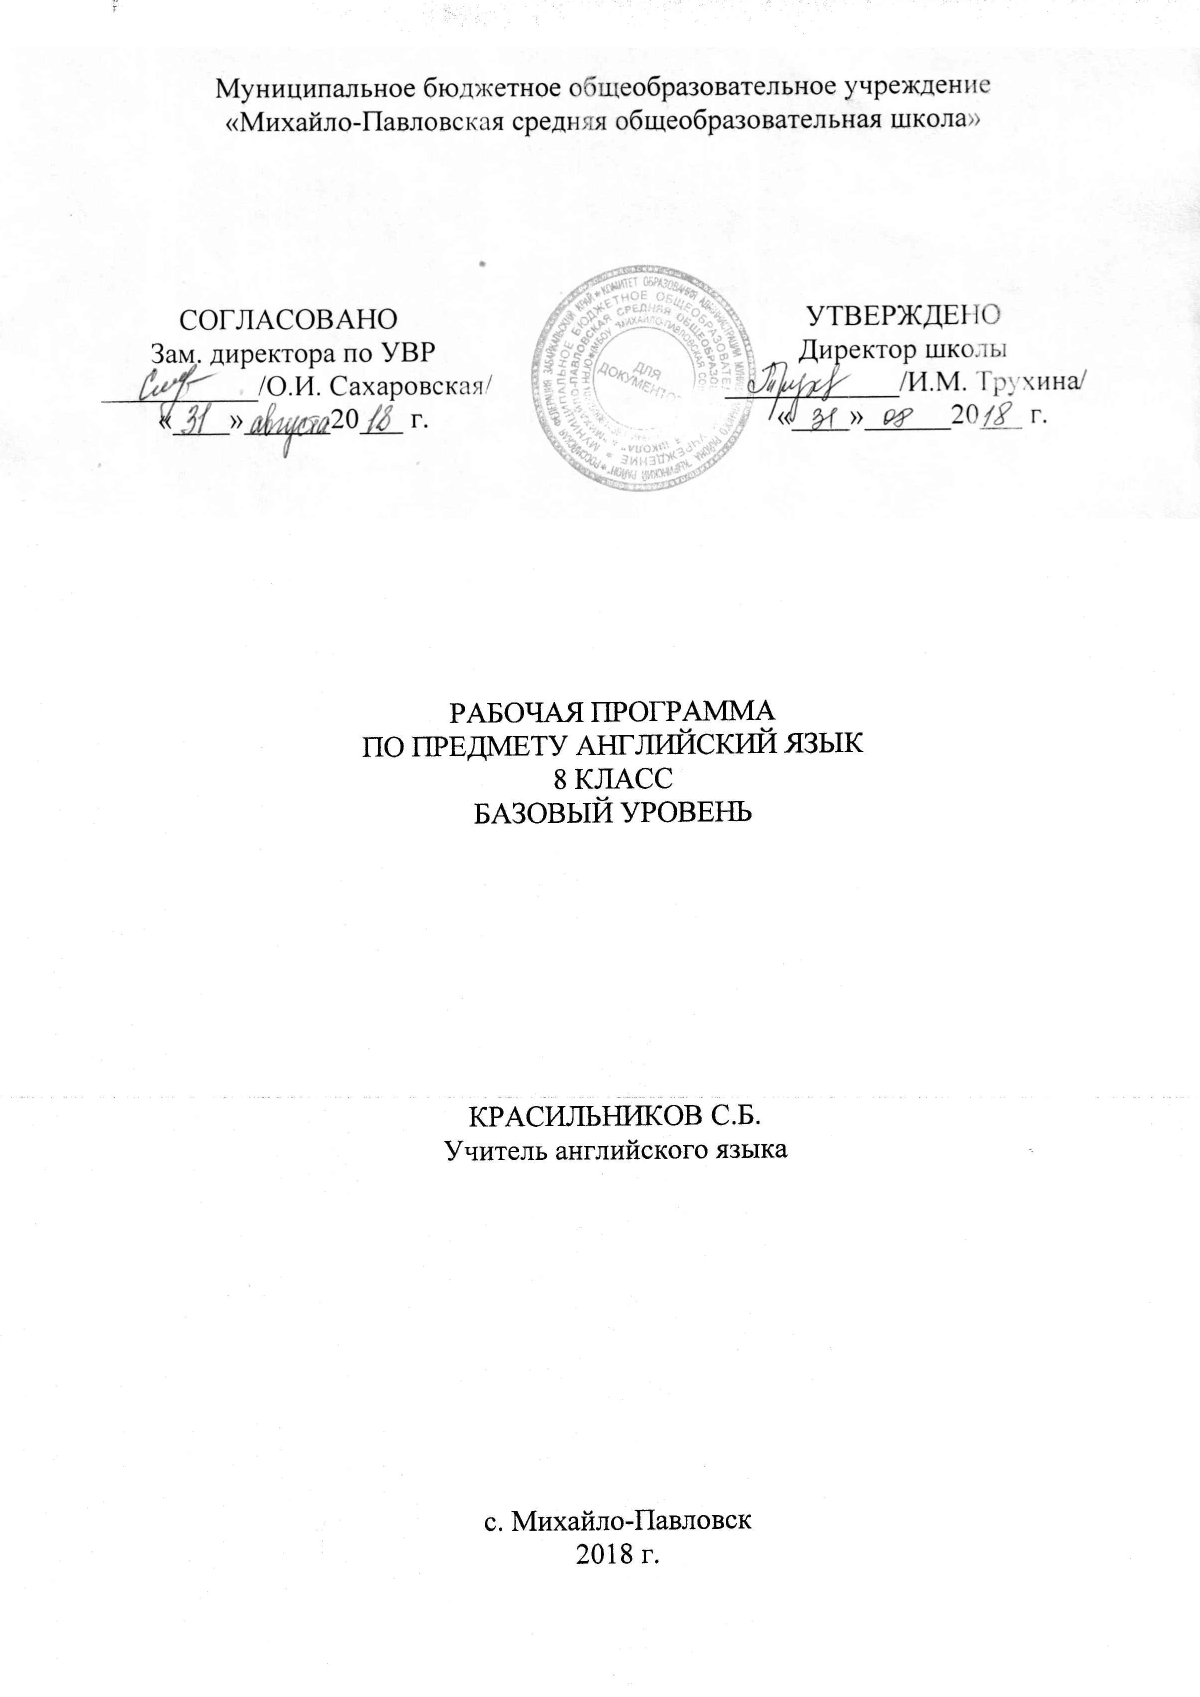 Муниципальное бюджетное общеобразовательное учреждение
«Михайло-Павловская средняя общеобразовательная школа»
СОГЛАСОВАНО
Зам. директора по УВР
/О.И. Сахаровская/
« 31 » августа 2018 г.
УТВЕРЖДЕНО
Директор школы
/И.М. Трухина/
« 31 » 08 2018 г.
ДЛЯ
ДОКУМЕНТО
РАБОЧАЯ ПРОГРАММА
ПО ПРЕДМЕТУ АНГЛИЙСКИЙ ЯЗЫК
8 КЛАСС
БАЗОВЫЙ УРОВЕНЬ
КРАСИЛЬНИКОВ С.Б.
Учитель английского языка
с. Михайло-Павловск
2018 г.